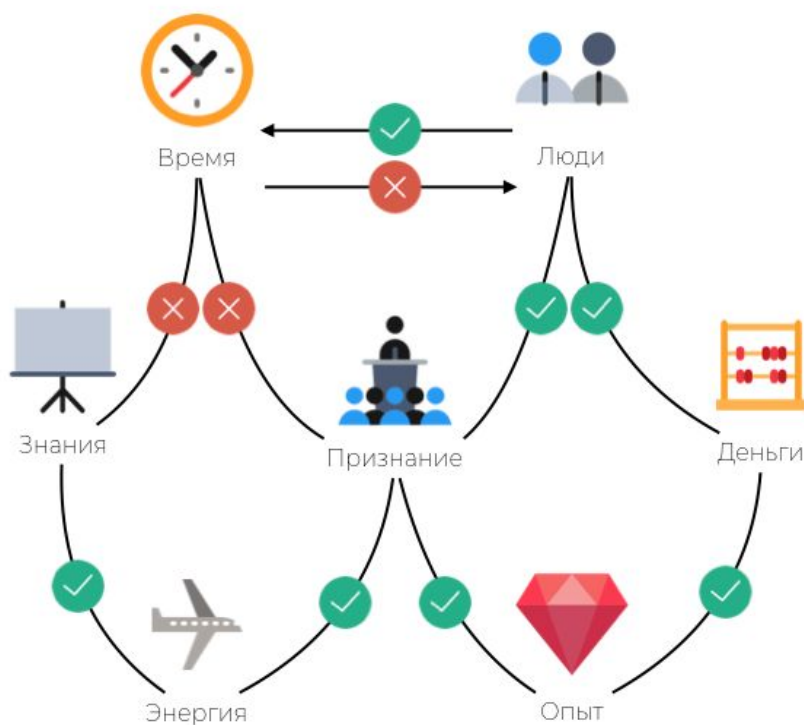 Время
Люди
Знания
Признание
Деньги
Энергия
Опыт